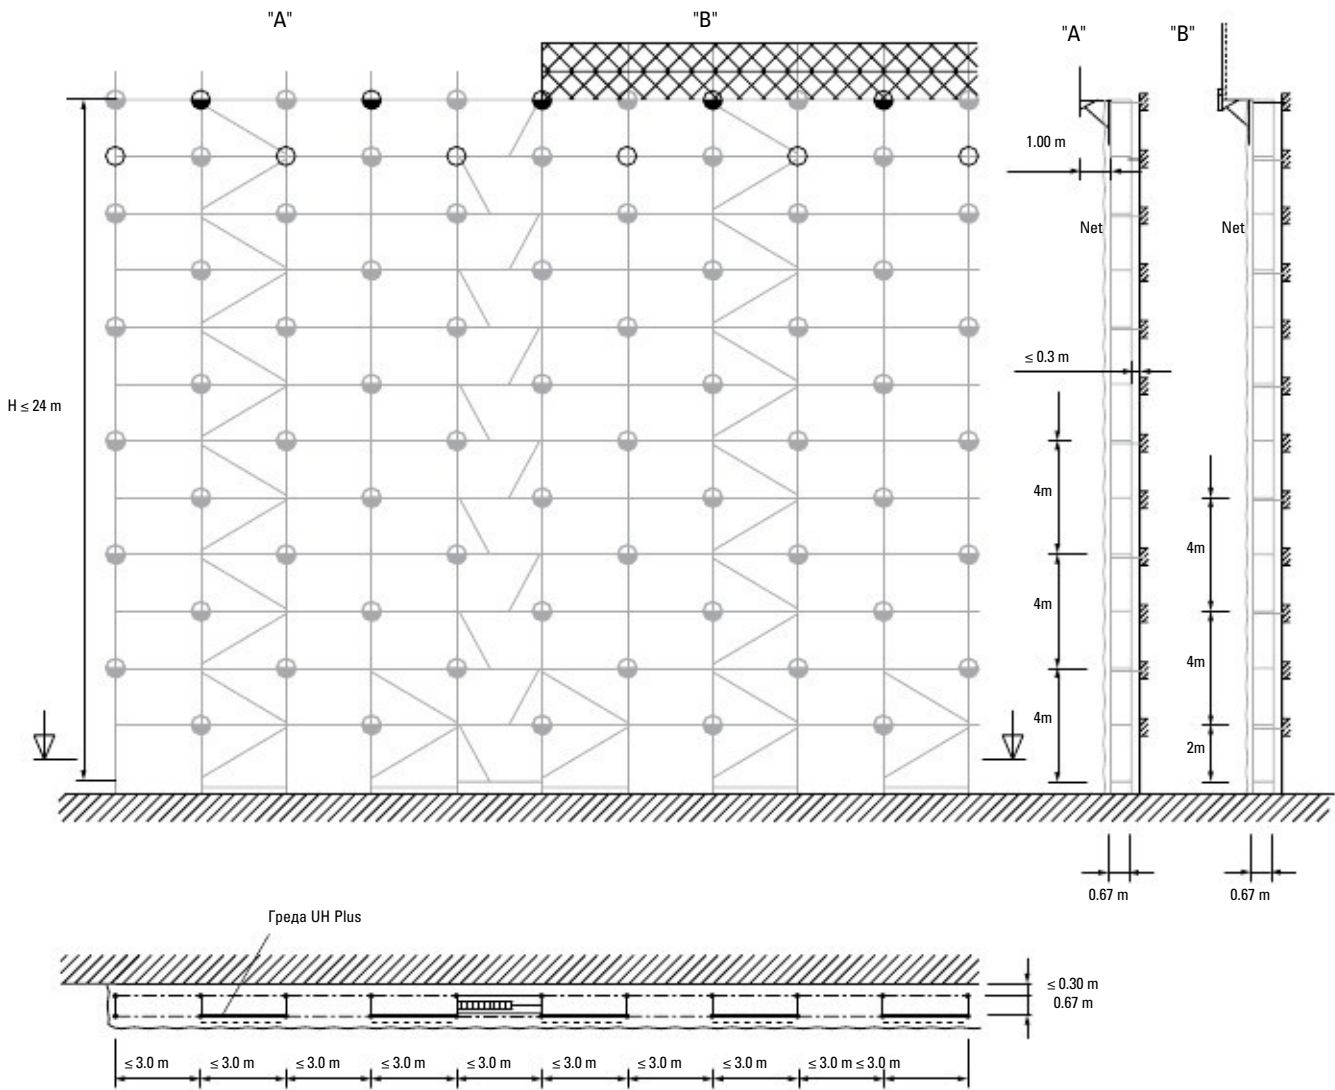 "A"
"B"
"A"
"B"
1.00 m
Net
Net
≤ 0.3 m
H ≤ 24 m
4m
4m
4m
4m
4m
2m
0.67 m
0.67 m
Греда UH Plus
≤ 0.30 m
0.67 m
≤ 3.0 m
≤ 3.0 m
≤ 3.0 m
≤ 3.0 m
≤ 3.0 m
≤ 3.0 m
≤ 3.0 m
≤ 3.0 m
≤ 3.0 m ≤ 3.0 m